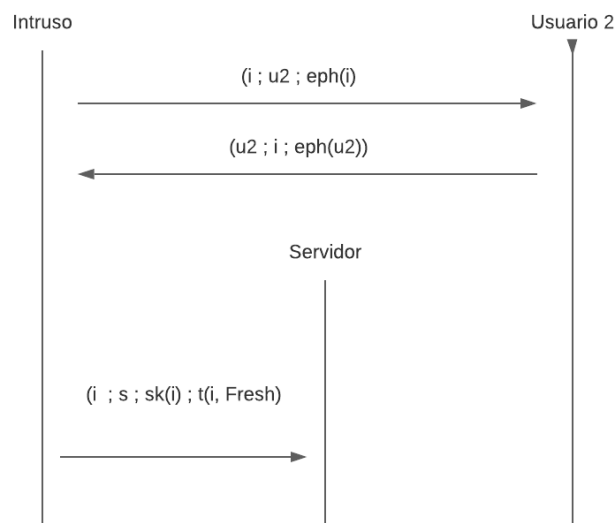 Intruso
Usuario 2
(i ; u2 ; eph(i)
(u2 ; i ; eph(u2))
Servidor
(i ; s ; sk(i) ; t(i, Fresh)